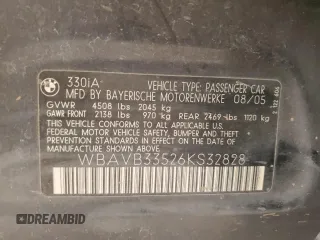 330iA VEHICLE TYPE: PASSENGER CAR
MFD BY BAYERISCHE MOTORENWERKE 08/05
GVWR 4508 lbs 2045 kg
GAWR FRONT 2138 lbs 970 kg REAR 2469 lbs 1120 kg
THIS VEHICLE CONFORMS TO ALL APPLICABLE
FEDERAL MOTOR VEHICLE SAFETY, BUMPER AND THEFT
PREVENTION STANDARDS IN EFFECT ON THE DATE OF
MANUFACTURE SHOWN ABOVE
WBAVB33526KS32828
DREAMBID